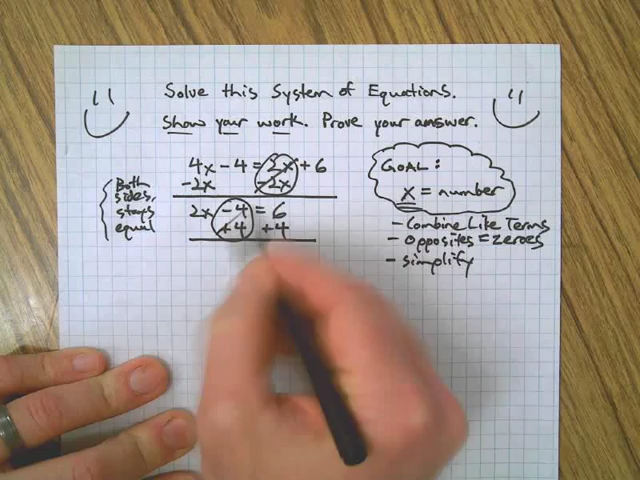 Solve this System of Equations.
Show your work. Prove your answer.
4x - 4 = 2x + 6
-2x -2x
Both sides, stays equal
2x - 4 = 6
+4 +4
GOAL:
x = number
- Combine Like Terms
- opposites = zeroes
- simplify